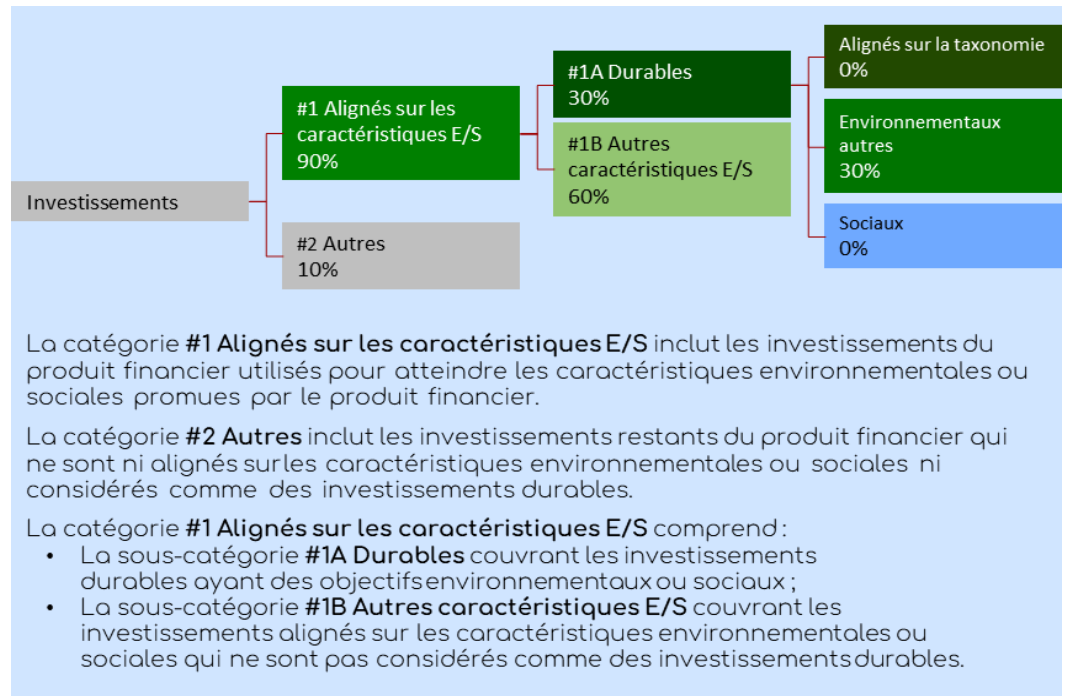 Investissements
#1 Alignés sur les
caractéristiques E/S
90%
#2 Autres
10%
#1A Durables
30%
#1B Autres
caractéristiques E/S
60%
Alignés sur la taxonomie
0%
Environnementaux
autres
30%
Sociaux
0%
La catégorie #1 Alignés sur les caractéristiques E/S inclut les investissements du
produit financier utilisés pour atteindre les caractéristiques environnementales ou
sociales promues par le produit financier.
La catégorie #2 Autres inclut les investissements restants du produit financier qui
ne sont ni alignés surles caractéristiques environnementales ou sociales ni
considérés comme des investissements durables.
La catégorie #1 Alignés sur les caractéristiques E/S comprend :
• La sous-catégorie #1A Durables couvrant les investissements
durables ayant des objectifs environnementaux ou sociaux ;
• La sous-catégorie #1B Autres caractéristiques E/S couvrant les
investissements alignés sur les caractéristiques environnementales ou
sociales qui ne sont pas considérés comme des investissements durables.